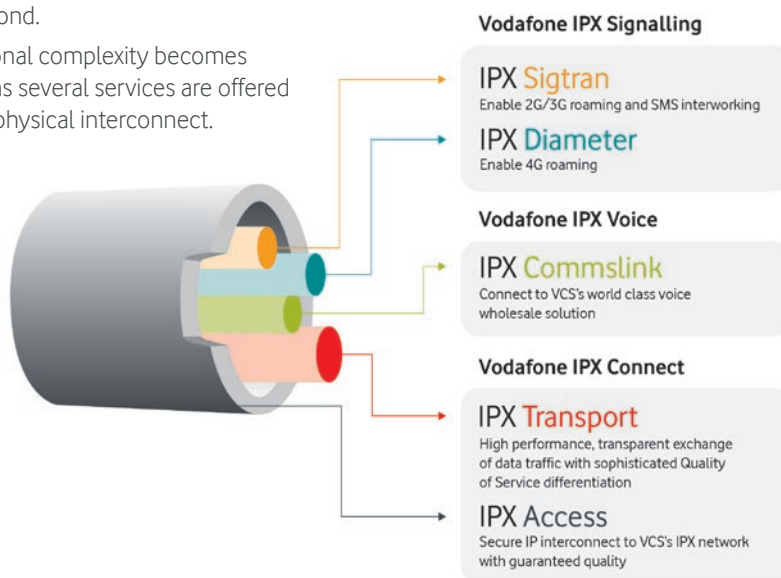 ond.
onal complexity becomes
as several services are offered
physical interconnect.
Vodafone IPX Signalling
IPX Sigtran
Enable 2G/3G roaming and SMS interworking
IPX Diameter
Enable 4G roaming
Vodafone IPX Voice
IPX Commslink
Connect to VCS's world class voice
wholesale solution
Vodafone IPX Connect
IPX Transport
High performance, transparent exchange
of data traffic with sophisticated Quality
of Service differentiation
IPX Access
Secure IP interconnect to VCS's IPX network
with guaranteed quality